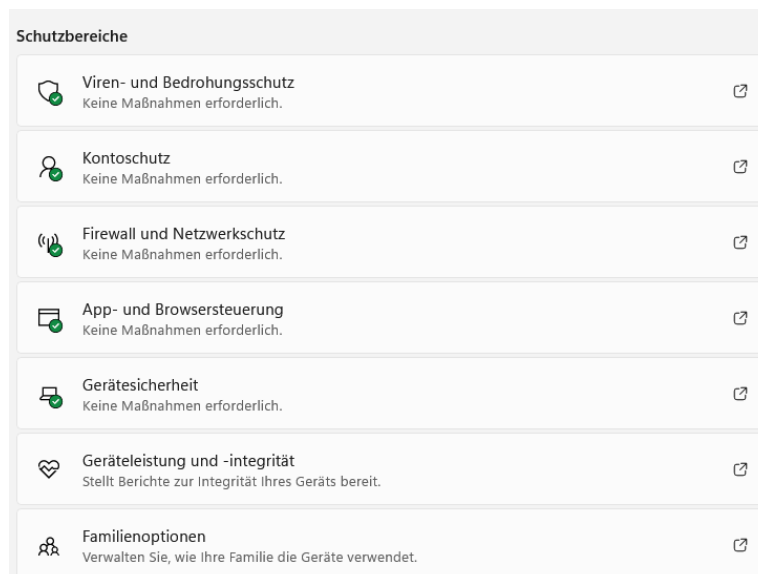 Schutzbereiche
Viren- und Bedrohungsschutz
Keine Maßnahmen erforderlich.
Kontoschutz
Keine Maßnahmen erforderlich.
Firewall und Netzwerkschutz
Keine Maßnahmen erforderlich.
App- und Browsersteuerung
Keine Maßnahmen erforderlich.
Gerätesicherheit
Keine Maßnahmen erforderlich.
Geräteleistung und -integrität
Stellt Berichte zur Integrität Ihres Geräts bereit.
Familienoptionen
Verwalten Sie, wie Ihre Familie die Geräte verwendet.